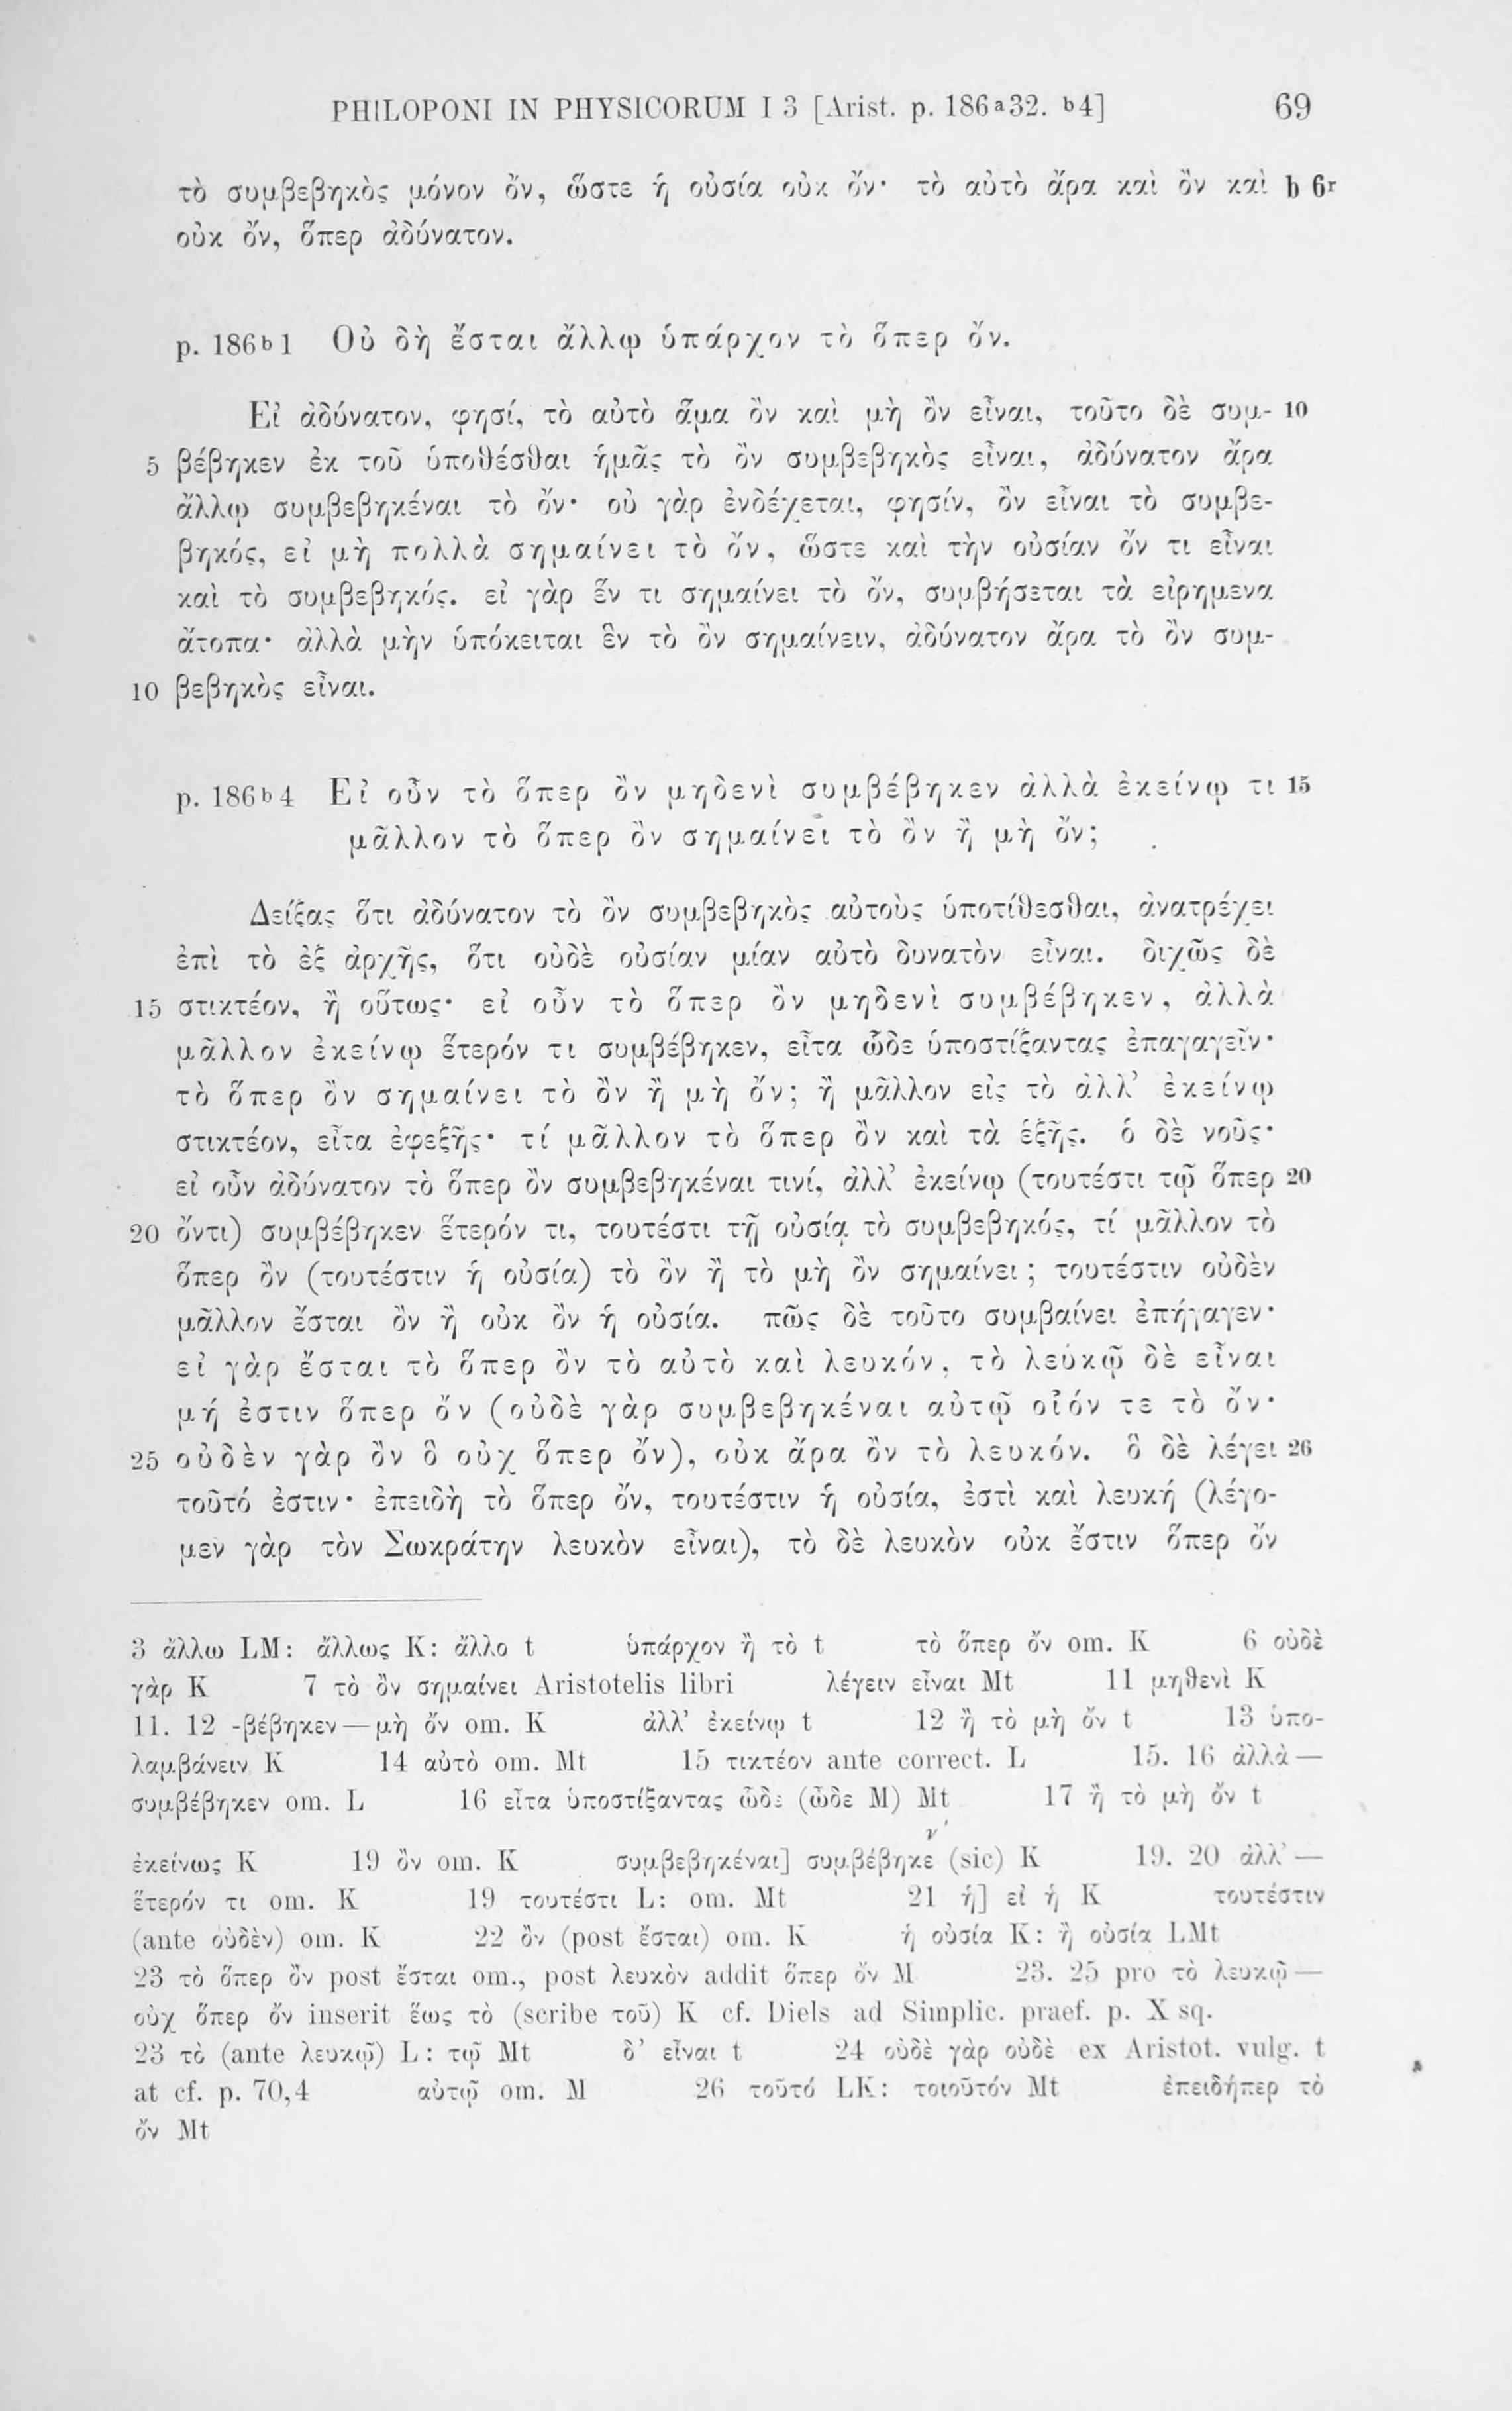 PHILOPONI IN PHYSICORUM I 3 [Arist. p. 186a32. b4] 69
τὸ συμβεβηκὸς μόνον ὄν, ὥστε ἡ οὐσία οὐκ ὄν· τὸ αὐτὸ ἄρα καὶ ὂν καὶ b 6r
οὐκ ὄν, ὅπερ ἀδύνατον.
p. 186b1 Οὐ δὴ ἔσται ἄλλῳ ὑπάρχον τὸ ὅπερ ὄν.
Εἰ ἀδύνατον, φησί, τὸ αὐτὸ ἅμα ὂν καὶ μὴ ὂν εἶναι, τοῦτο δὲ συμ- 10
5 βέβηκεν ἐκ τοῦ ὑποθέσθαι ἡμᾶς τὸ ὂν συμβεβηκὸς εἶναι, ἀδύνατον ἄρα
ἄλλῳ συμβεβηκέναι τὸ ὄν· οὐ γὰρ ἐνδέχεται, φησίν, ὂν εἶναι τὸ συμβε-
βηκός, εἰ μὴ πολλὰ σημαίνει τὸ ὄν, ὥστε καὶ τὴν οὐσίαν ὄν τι εἶναι
καὶ τὸ συμβεβηκός. εἰ γὰρ ἕν τι σημαίνει τὸ ὄν, συμβήσεται τὰ εἰρημενα
ἄτοπα· ἀλλὰ μὴν ὑπόκειται ἓν τὸ ὂν σημαίνειν, ἀδύνατον ἄρα τὸ ὂν συμ-
10 βεβηκὸς εἶναι.
p. 186b4 Εἰ οὖν τὸ ὅπερ ὂν μηδενὶ συμβέβηκεν ἀλλὰ ἐκείνῳ τι 15
μᾶλλον τὸ ὅπερ ὂν σημαίνει τὸ ὂν ἢ μὴ ὄν;
Δείξας ὅτι ἀδύνατον τὸ ὂν συμβεβηκὸς αὐτοὺς ὑποτίθεσθαι, ἀνατρέχει
ἐπὶ τὸ ἐξ ἀρχῆς, ὅτι οὐδὲ οὐσίαν μίαν αὐτὸ δυνατὸν εἶναι. διχῶς δὲ
15 στικτέον, ἢ οὕτως· εἰ οὖν τὸ ὅπερ ὂν μηδενὶ συμβέβηκεν, ἀλλὰ
μᾶλλον ἐκείνῳ ἕτερόν τι συμβέβηκεν, εἶτα ὧδε ὑποστίξαντας ἐπαγαγεῖν·
τὸ ὅπερ ὂν σημαίνει τὸ ὂν ἢ μὴ ὄν; ἢ μᾶλλον εἰς τὸ ἀλλ’ ἐκείνῳ
στικτέον, εἶτα ἐφεξῆς· τί μᾶλλον τὸ ὅπερ ὂν καὶ τὰ ἑξῆς. ὁ δὲ νοῦς·
εἰ οὖν ἀδύνατον τὸ ὅπερ ὂν συμβεβηκέναι τινί, ἀλλ’ ἐκείνῳ (τουτέστι τῷ ὅπερ 20
20 ὄντι) συμβέβηκεν ἕτερόν τι, τουτέστι τῇ οὐσίᾳ τὸ συμβεβηκός, τί μᾶλλον τὸ
ὅπερ ὂν (τουτέστιν ἡ οὐσία) τὸ ὂν ἢ τὸ μὴ ὂν σημαίνει; τουτέστιν οὐδὲν
μᾶλλον ἔσται ὂν ἢ οὐκ ὂν ἡ οὐσία. πῶς δὲ τοῦτο συμβαίνει ἐπήγαγεν·
εἰ γὰρ ἔσται τὸ ὅπερ ὂν τὸ αὐτὸ καὶ λευκόν, τὸ λευκῷ δὲ εἶναι
μή ἐστιν ὅπερ ὄν (οὐδὲ γὰρ συμβεβηκέναι αὐτῷ οἷόν τε τὸ ὄν·
25 οὐδὲν γὰρ ὂν ὃ οὐχ ὅπερ ὄν), οὐκ ἄρα ὂν τὸ λευκόν. ὃ δὲ λέγει 26
τοῦτό ἐστιν· ἐπειδὴ τὸ ὅπερ ὄν, τουτέστιν ἡ οὐσία, ἐστὶ καὶ λευκή (λέγο-
μεν γὰρ τὸν Σωκράτην λευκὸν εἶναι), τὸ δὲ λευκὸν οὐκ ἔστιν ὅπερ ὄν
3 ἄλλω LM: ἄλλως K: ἄλλο t ὑπάρχον ἢ τὸ t τὸ ὅπερ ὄν om. K 6 οὐδὲ
γὰρ K 7 τὸ ὂν σημαίνει Aristotelis libri λέγειν εἶναι Mt 11 μηθενὶ K
11. 12 -βέβηκεν — μὴ ὄν om. K ἀλλ’ ἐκείνῳ t 12 ἢ τὸ μὴ ὄν t 13 ὑπο-
λαμβάνειν K 14 αὐτὸ om. Mt 15 τικτέον ante correct. L 15. 16 ἀλλὰ —
συμβέβηκεν om. L 16 εἶτα ὑποστίξαντας ὧδε (ὧδε M) Mt 17 ἢ τὸ μὴ ὄν t
ἐκείνως K 19 ὂν om. K συμβεβηκέναι] συμβέβηκε (sic) K 19. 20 ἀλλ’ —
ἕτερόν τι om. K 19 τουτέστι L: om. Mt 21 ἡ] εἰ ἡ K τουτέστιν
(ante οὐδὲν) om. K 22 ὂν (post ἔσται) om. K ἡ οὐσία K: ἢ οὐσία LMt
23 τὸ ὅπερ ὂν post ἔσται om., post λευκὸν addit ὅπερ ὄν M 23. 25 pro τὸ λευκῷ —
οὐχ ὅπερ ὄν inserit ἕως τὸ (scribe τοῦ) K cf. Diels ad Simplic. praef. p. X sq.
23 τὸ (ante λευκῷ) L: τῷ Mt δ’ εἶναι t 24 οὐδὲ γὰρ οὐδὲ ex Aristot. vulg. t
at cf. p. 70,4 αὐτῷ om. M 26 τοῦτό LK: τοιοῦτόν Mt ἐπειδήπερ τὸ
ὄν Mt